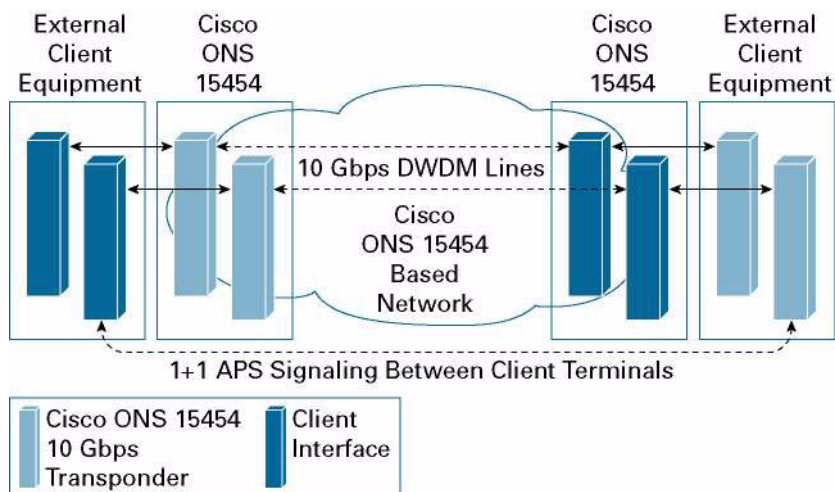 External
Client
Equipment
Cisco
ONS
15454
Cisco
ONS
15454
External
Client
Equipment
10 Gbps DWDM Lines
Cisco
ONS 15454
Based
Network
1+1 APS Signaling Between Client Terminals
Cisco ONS 15454
10 Gbps
Transponder
Client
Interface